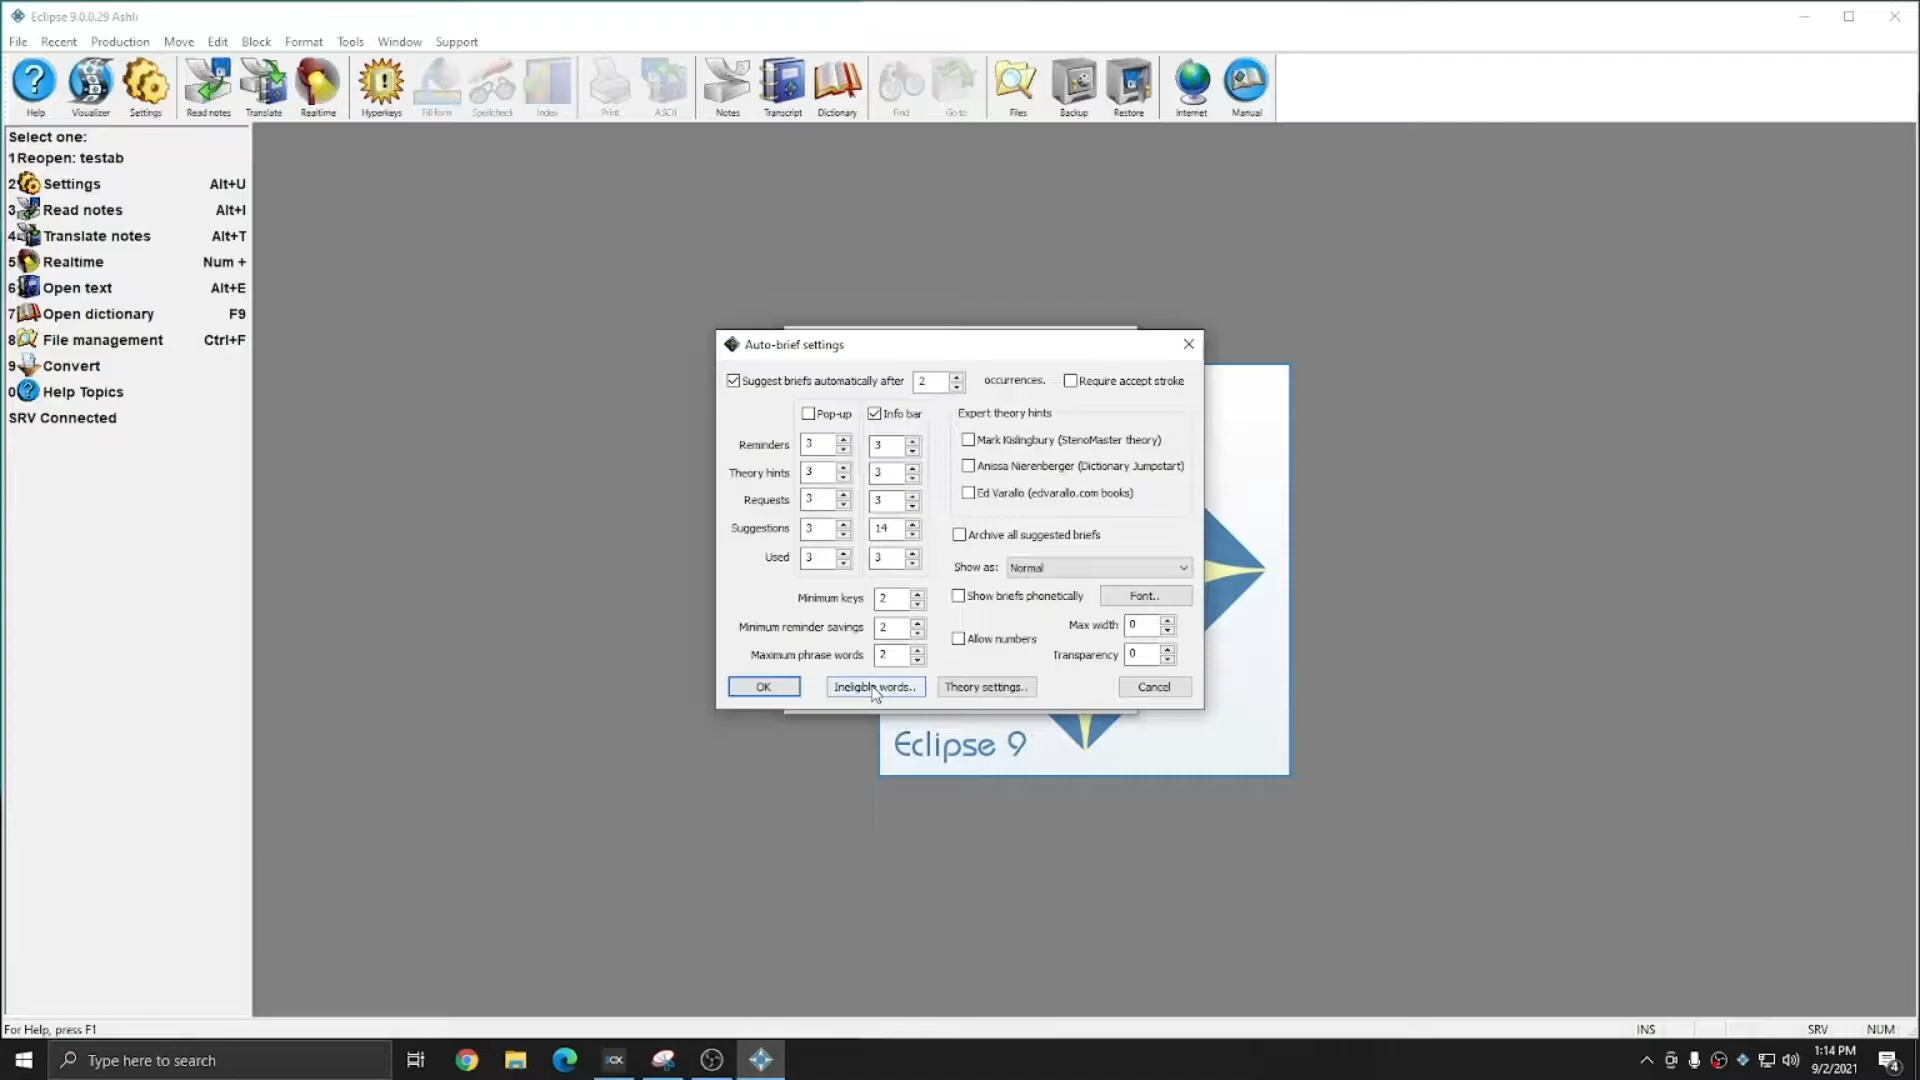 Eclipse 9.0.0.29 Ashli
File Recent Production Move Edit Block Format Tools Window Support
Help Visualizer Settings Read notes Translate Realtime Hyperkeys Fill form Spellcheck Index Print ASCII Notes Transcript Dictionary Find Go to Files Backup Restore Internet Manual
Select one:
1Reopen: testab
2 Settings Alt+U
3 Read notes Alt+I
4 Translate notes Alt+T
5 Realtime Num +
6 Open text Alt+E
7 Open dictionary F9
8 File management Ctrl+F
9 Convert
0 Help Topics
SRV Connected
Auto-brief settings
Suggest briefs automatically after 2 occurrences. Require accept stroke
Pop-up Info bar Expert theory hints
Reminders 3 3 Mark Kislingbury (StenoMaster theory)
Theory hints 3 3 Anissa Nierenberger (Dictionary Jumpstart)
Requests 3 3 Ed Varallo (edvarallo.com books)
Suggestions 3 14 Archive all suggested briefs
Used 3 3 Show as: Normal
Minimum keys 2 Show briefs phonetically Font..
Minimum reminder savings 2 Allow numbers Max width 0
Maximum phrase words 2 Transparency 0
OK Ineligible words.. Theory settings.. Cancel
Eclipse 9
For Help, press F1 INS SRV NUM
Type here to search
1:14 PM
9/2/2021
4